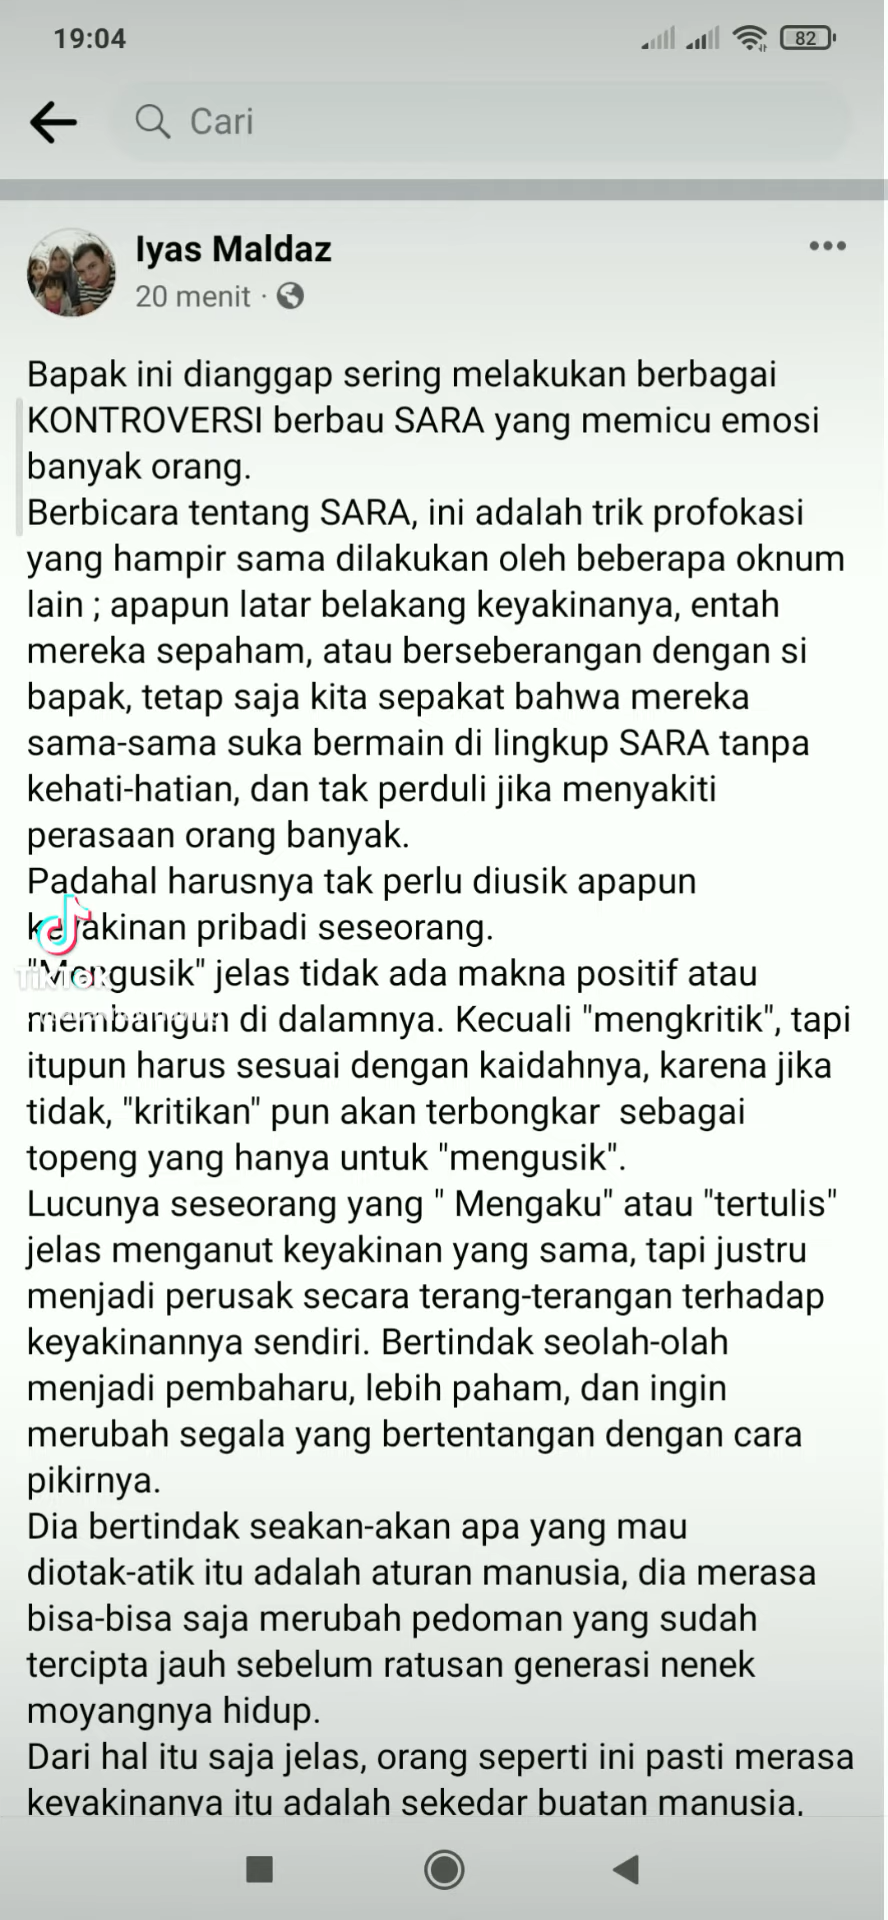 19:04
82
Cari
Iyas Maldaz
20 menit ·
Bapak ini dianggap sering melakukan berbagai
KONTROVERSI berbau SARA yang memicu emosi
banyak orang.
Berbicara tentang SARA, ini adalah trik profokasi
yang hampir sama dilakukan oleh beberapa oknum
lain ; apapun latar belakang keyakinanya, entah
mereka sepaham, atau berseberangan dengan si
bapak, tetap saja kita sepakat bahwa mereka
sama-sama suka bermain di lingkup SARA tanpa
kehati-hatian, dan tak perduli jika menyakiti
perasaan orang banyak.
Padahal harusnya tak perlu diusik apapun
keyakinan pribadi seseorang.
"Mengusik" jelas tidak ada makna positif atau
TikTok
membangun di dalamnya. Kecuali "mengkritik", tapi
itupun harus sesuai dengan kaidahnya, karena jika
tidak, "kritikan" pun akan terbongkar  sebagai
topeng yang hanya untuk "mengusik".
Lucunya seseorang yang " Mengaku" atau "tertulis"
jelas menganut keyakinan yang sama, tapi justru
menjadi perusak secara terang-terangan terhadap
keyakinannya sendiri. Bertindak seolah-olah
menjadi pembaharu, lebih paham, dan ingin
merubah segala yang bertentangan dengan cara
pikirnya.
Dia bertindak seakan-akan apa yang mau
diotak-atik itu adalah aturan manusia, dia merasa
bisa-bisa saja merubah pedoman yang sudah
tercipta jauh sebelum ratusan generasi nenek
moyangnya hidup.
Dari hal itu saja jelas, orang seperti ini pasti merasa
keyakinanya itu adalah sekedar buatan manusia,